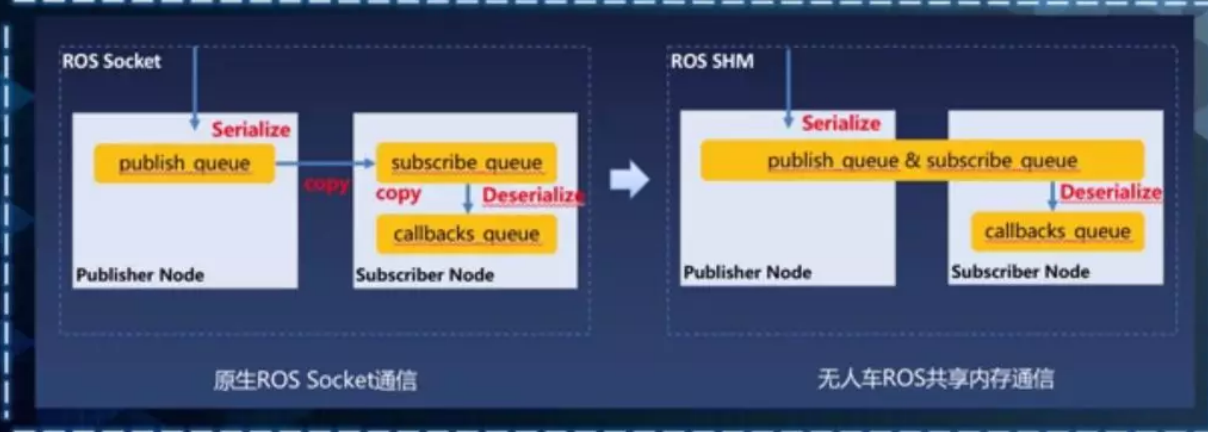 ROS Socket
Serialize
publish_queue
copy
subscribe_queue
copy
Deserialize
callbacks_queue
Publisher Node
Subscriber Node
原生ROS Socket通信
ROS SHM
Serialize
publish_queue & subscribe_queue
Deserialize
callbacks_queue
Publisher Node
Subscriber Node
无人车ROS共享内存通信